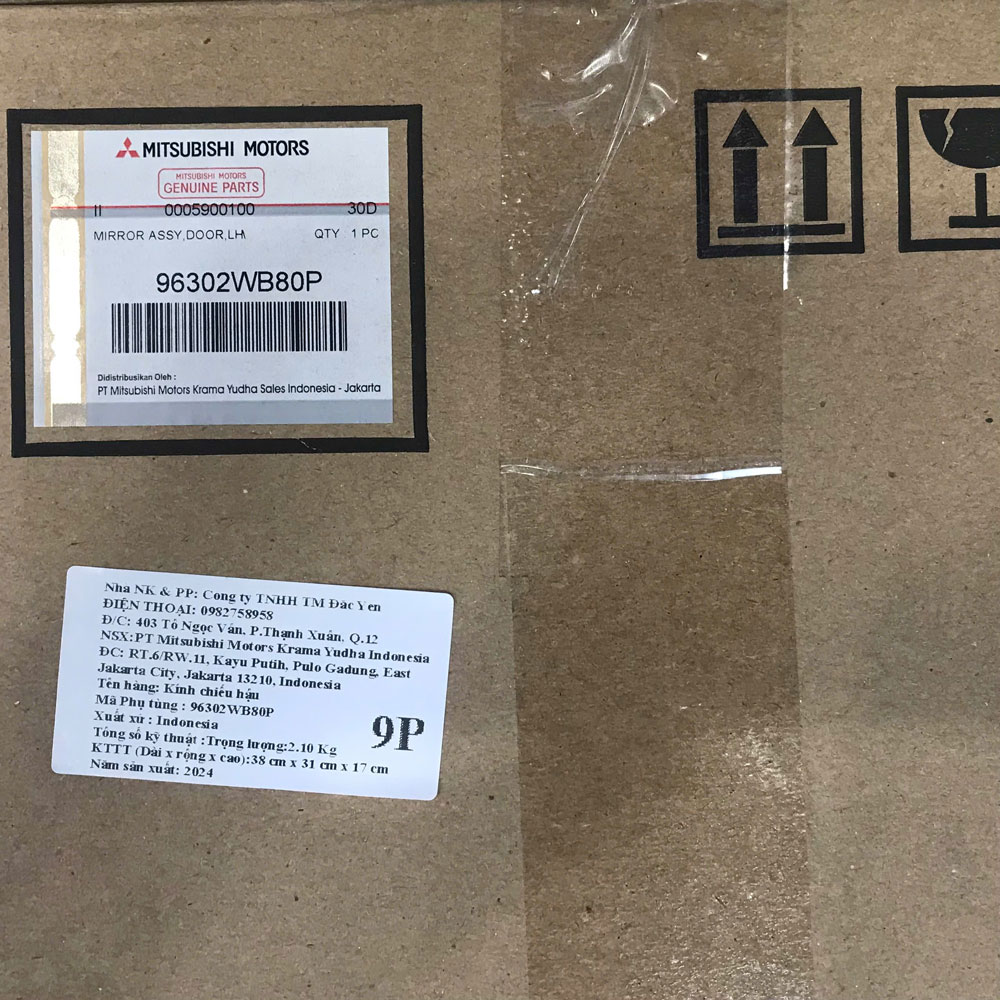 MITSUBISHI MOTORS
MITSUBISHI MOTORS
GENUINE PARTS
II 0005900100 30D
MIRROR ASSY,DOOR,LH QTY 1 PC
96302WB80P
Didistribusikan Oleh :
PT Mitsubishi Motors Krama Yudha Sales Indonesia - Jakarta
Nhà NK & PP: Công ty TNHH TM Đắc Yến
ĐIỆN THOẠI: 0982758958
Đ/C: 403 Tô Ngọc Vân, P.Thạnh Xuân, Q.12
NSX:PT Mitsubishi Motors Krama Yudha Indonesia
ĐC: RT.6/RW.11, Kayu Putih, Pulo Gadung, East
Jakarta City, Jakarta 13210, Indonesia
Tên hàng: Kính chiếu hậu
Mã Phụ tùng : 96302WB80P
Xuất xứ : Indonesia
Tổng số kỹ thuật :Trọng lượng:2.10 Kg
KTTT (Dài x rộng x cao):38 cm x 31 cm x 17 cm
Năm sản xuất: 2024
9P